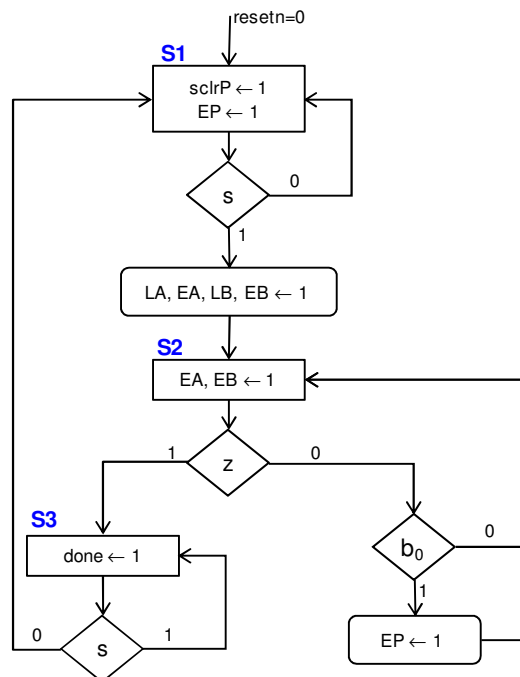 resetn=0
S1
sclrP ← 1
EP ← 1
s
0
1
LA, EA, LB, EB ← 1
S2
EA, EB ← 1
z
1
0
S3
done ← 1
b0
0
1
s
0
1
EP ← 1